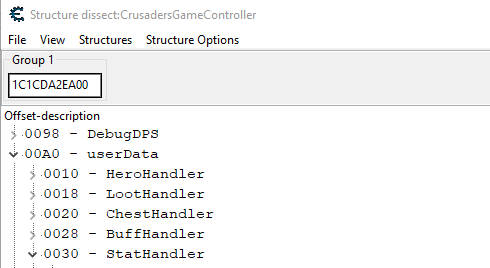 Structure dissect:CrusadersGameController
File View Structures Structure Options
Group 1
1C1CDA2EA00
Offset-description
0098 - DebugDPS
00A0 - userData
0010 - HeroHandler
0018 - LootHandler
0020 - ChestHandler
0028 - BuffHandler
0030 - StatHandler